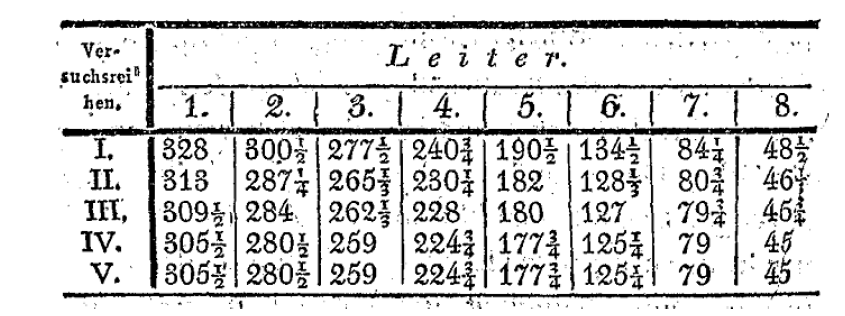 Ver-
suchsrei-
hen.
Leiter.
1. 2. 3. 4. 5. 6. 7. 8.
I. 328 300½ 277½ 240¾ 190½ 134½ 84¼ 48½
II. 313 287¼ 265⅓ 230¼ 182 128⅓ 80¾ 46⅓
III. 309½ 284 262⅓ 228 180 127 79¾
IV. 305½ 280½ 259 224¾ 177¾ 125¼ 79 45
V. 305½ 280½ 259 224¾ 177¾ 125¼ 79 45